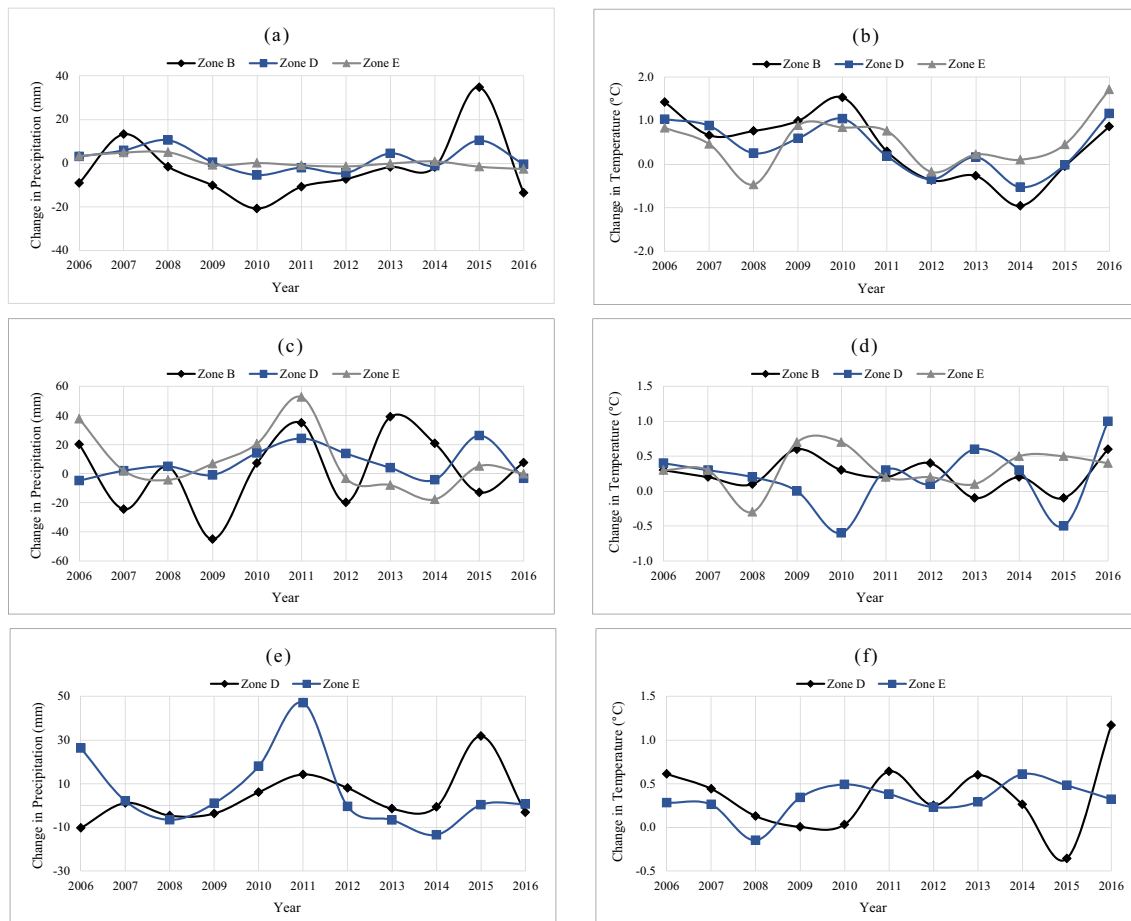 (a)
Zone B Zone D Zone E
Change in Precipitation (mm)
40
20
0
-20
-40
2006 2007 2008 2009 2010 2011 2012 2013 2014 2015 2016
Year
(b)
Zone B Zone D Zone E
Change in Temperature (°C)
2.0
1.0
0.0
-1.0
-2.0
2006 2007 2008 2009 2010 2011 2012 2013 2014 2015 2016
Year
(c)
Zone B Zone D Zone E
Change in Precipitation (mm)
60
40
20
0
-20
-40
-60
2006 2007 2008 2009 2010 2011 2012 2013 2014 2015 2016
Year
(d)
Zone B Zone D Zone E
Change in Temperature (°C)
1.5
1.0
0.5
0.0
-0.5
-1.0
2006 2007 2008 2009 2010 2011 2012 2013 2014 2015 2016
Year
(e)
Zone D Zone E
Change in Precipitation (mm)
50
30
10
-10
-30
2006 2007 2008 2009 2010 2011 2012 2013 2014 2015 2016
Year
(f)
Zone D Zone E
Change in Temperature (°C)
1.5
1.0
0.5
0.0
-0.5
2006 2007 2008 2009 2010 2011 2012 2013 2014 2015 2016
Year